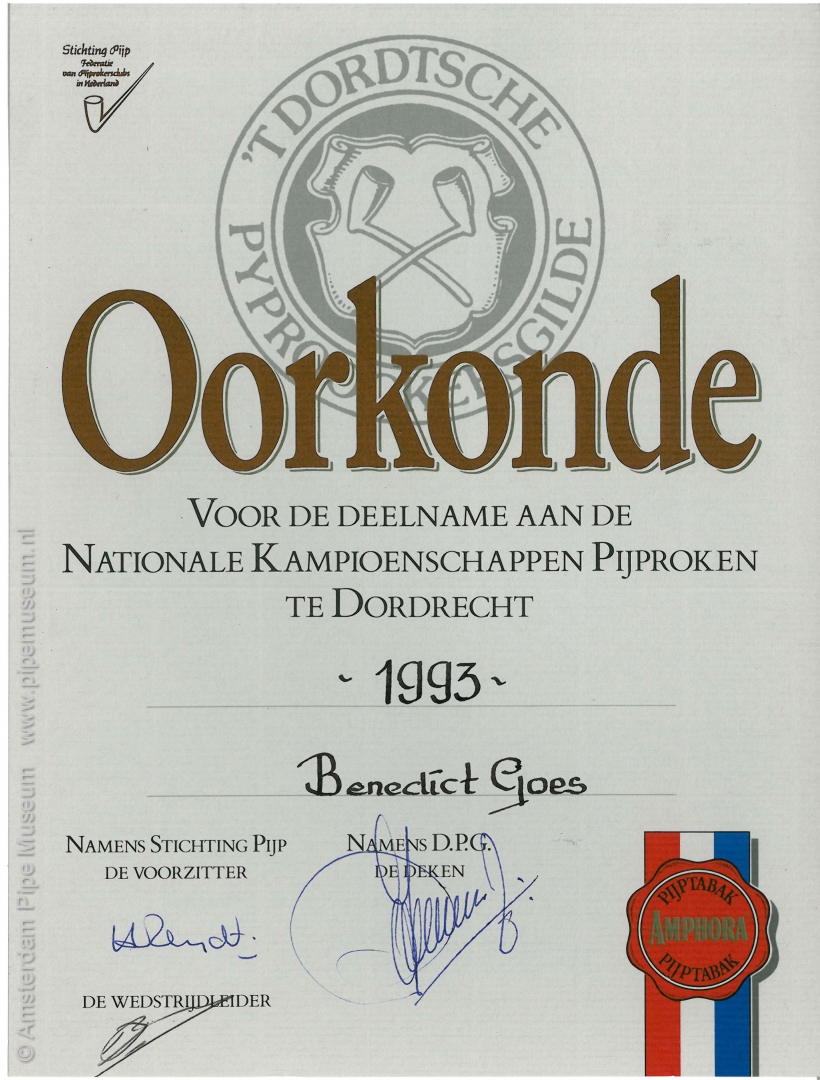 Stichting Pijp
Federatie
van Pijprokersclubs
in Nederland
'T DORDTSCHE
PYPROKERSGILDE
Oorkonde
VOOR DE DEELNAME AAN DE
NATIONALE KAMPIOENSCHAPPEN PIJPROKEN
TE DORDRECHT
~ 1993 ~
Benedict Goes
NAMENS STICHTING PIJP
DE VOORZITTER
NAMENS D.P.G.
DE DEKEN
DE WEDSTRIJDLEIDER
PIJPTABAK
AMPHORA
PIJPTABAK
© Amsterdam Pipe Museum www.pipemuseum.nl